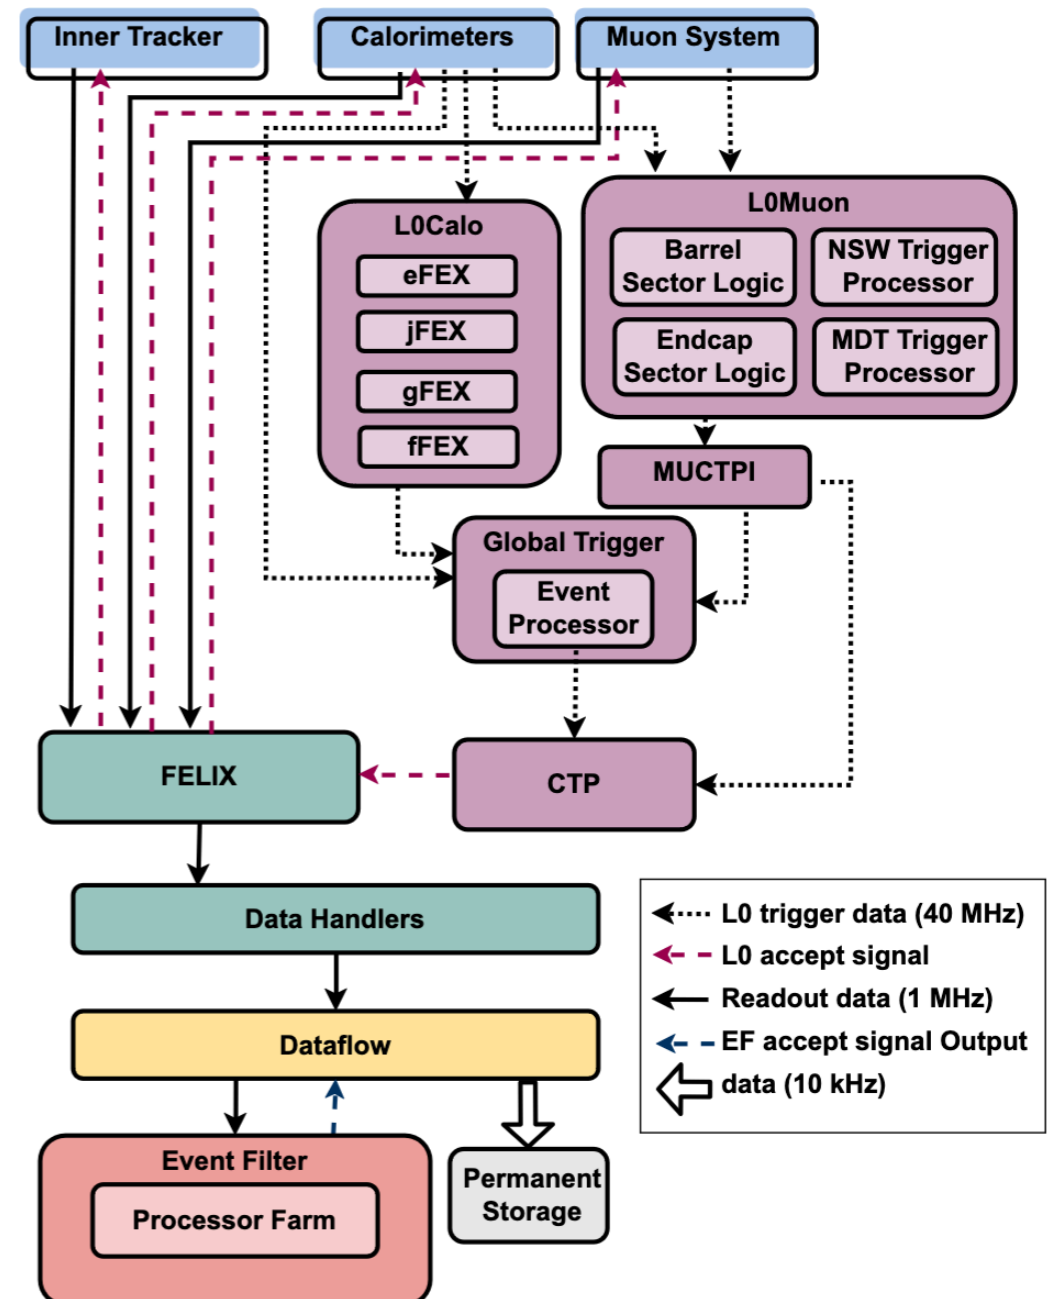 Inner Tracker
Calorimeters
Muon System
L0Calo
eFEX
jFEX
gFEX
fFEX
L0Muon
Barrel
Sector Logic
NSW Trigger
Processor
Endcap
Sector Logic
MDT Trigger
Processor
MUCTPI
Global Trigger
Event
Processor
FELIX
CTP
Data Handlers
Dataflow
Event Filter
Processor Farm
Permanent
Storage
L0 trigger data (40 MHz)
L0 accept signal
Readout data (1 MHz)
EF accept signal Output
data (10 kHz)